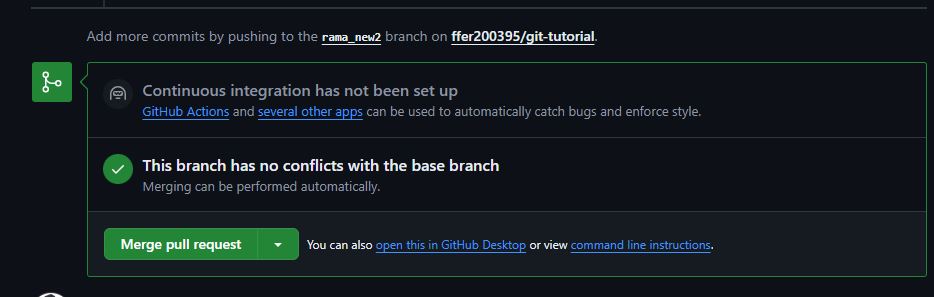 Add more commits by pushing to the rama_new2 branch on ffer200395/git-tutorial.
Continuous integration has not been set up
GitHub Actions and several other apps can be used to automatically catch bugs and enforce style.
This branch has no conflicts with the base branch
Merging can be performed automatically.
Merge pull request You can also open this in GitHub Desktop or view command line instructions.